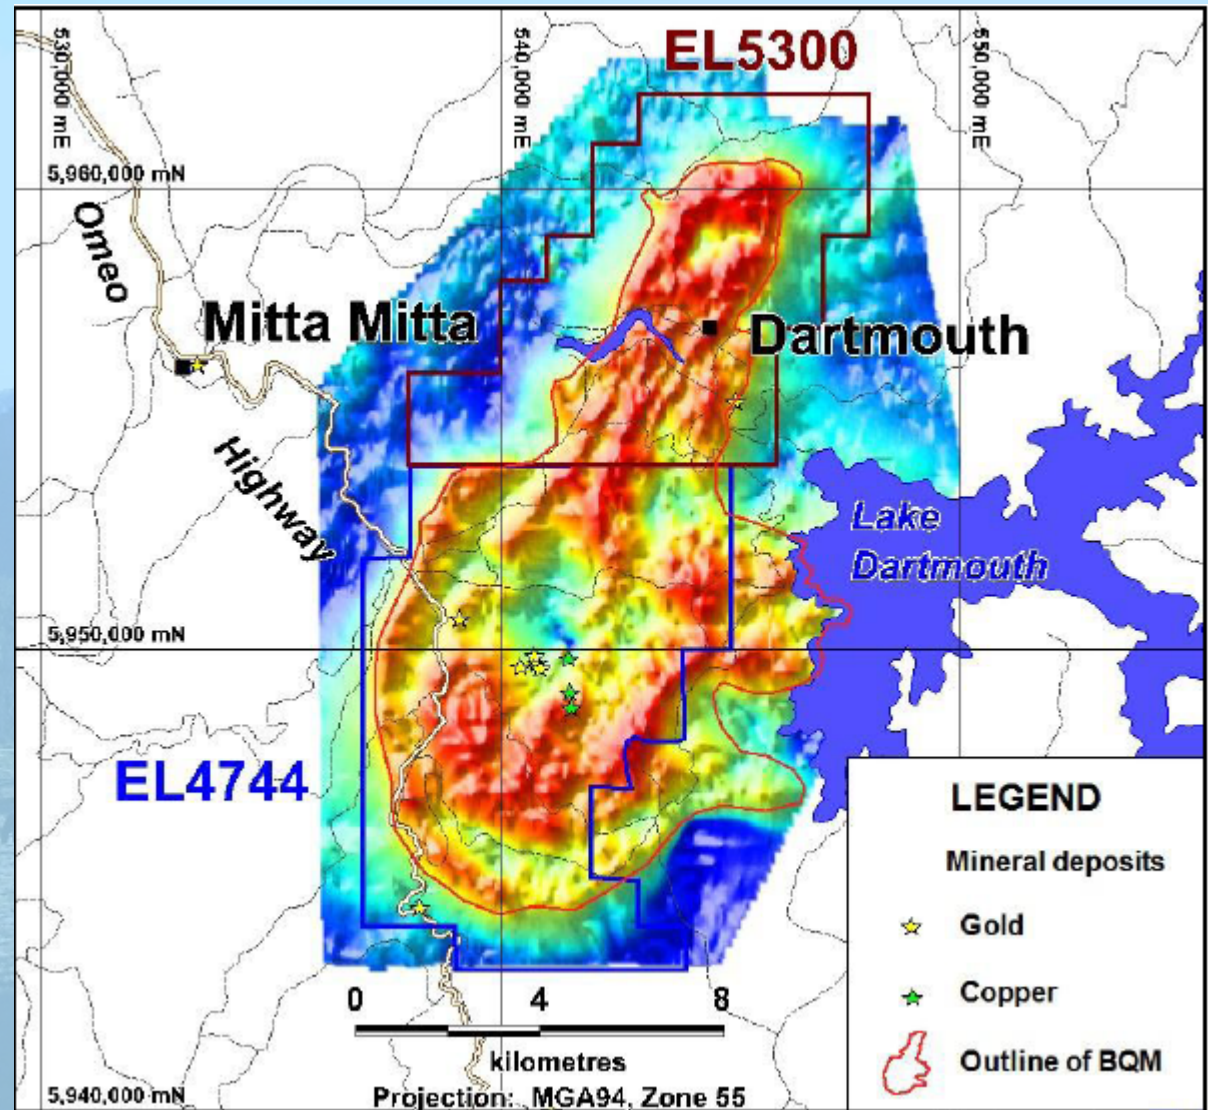 530,000 mE
540,000 mE
550,000 mE
EL5300
5,960,000 mN
Omeo
Highway
Mitta Mitta
Dartmouth
Lake
Dartmouth
5,950,000 mN
EL4744
LEGEND
Mineral deposits
Gold
Copper
Outline of BQM
0 4 8
kilometres
Projection: MGA94, Zone 55
5,940,000 mN